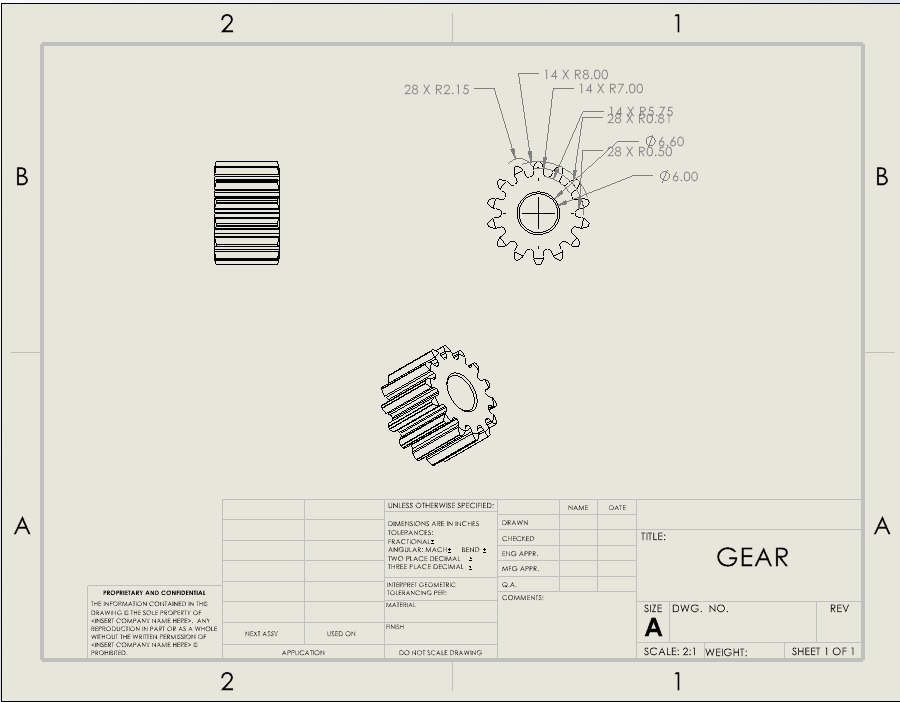 2
1
14 X R8.00
28 X R2.15
14 X R7.00
14 X R5.75
28 X R0.81
Ø6.60
28 X R0.50
Ø6.00
B
B
A
A
UNLESS OTHERWISE SPECIFIED:
DIMENSIONS ARE IN INCHES
TOLERANCES:
FRACTIONAL±
ANGULAR: MACH± BEND ±
TWO PLACE DECIMAL ±
THREE PLACE DECIMAL ±
INTERPRET GEOMETRIC
TOLERANCING PER:
MATERIAL
FINISH
DO NOT SCALE DRAWING
NAME DATE
DRAWN
CHECKED
ENG APPR.
MFG APPR.
Q.A.
COMMENTS:
TITLE:
GEAR
SIZE DWG. NO. REV
A
SCALE: 2:1 WEIGHT: SHEET 1 OF 1
PROPRIETARY AND CONFIDENTIAL
THE INFORMATION CONTAINED IN THIS
DRAWING IS THE SOLE PROPERTY OF
<INSERT COMPANY NAME HERE>. ANY
REPRODUCTION IN PART OR AS A WHOLE
WITHOUT THE WRITTEN PERMISSION OF
<INSERT COMPANY NAME HERE> IS
PROHIBITED.
NEXT ASSY USED ON
APPLICATION
2
1